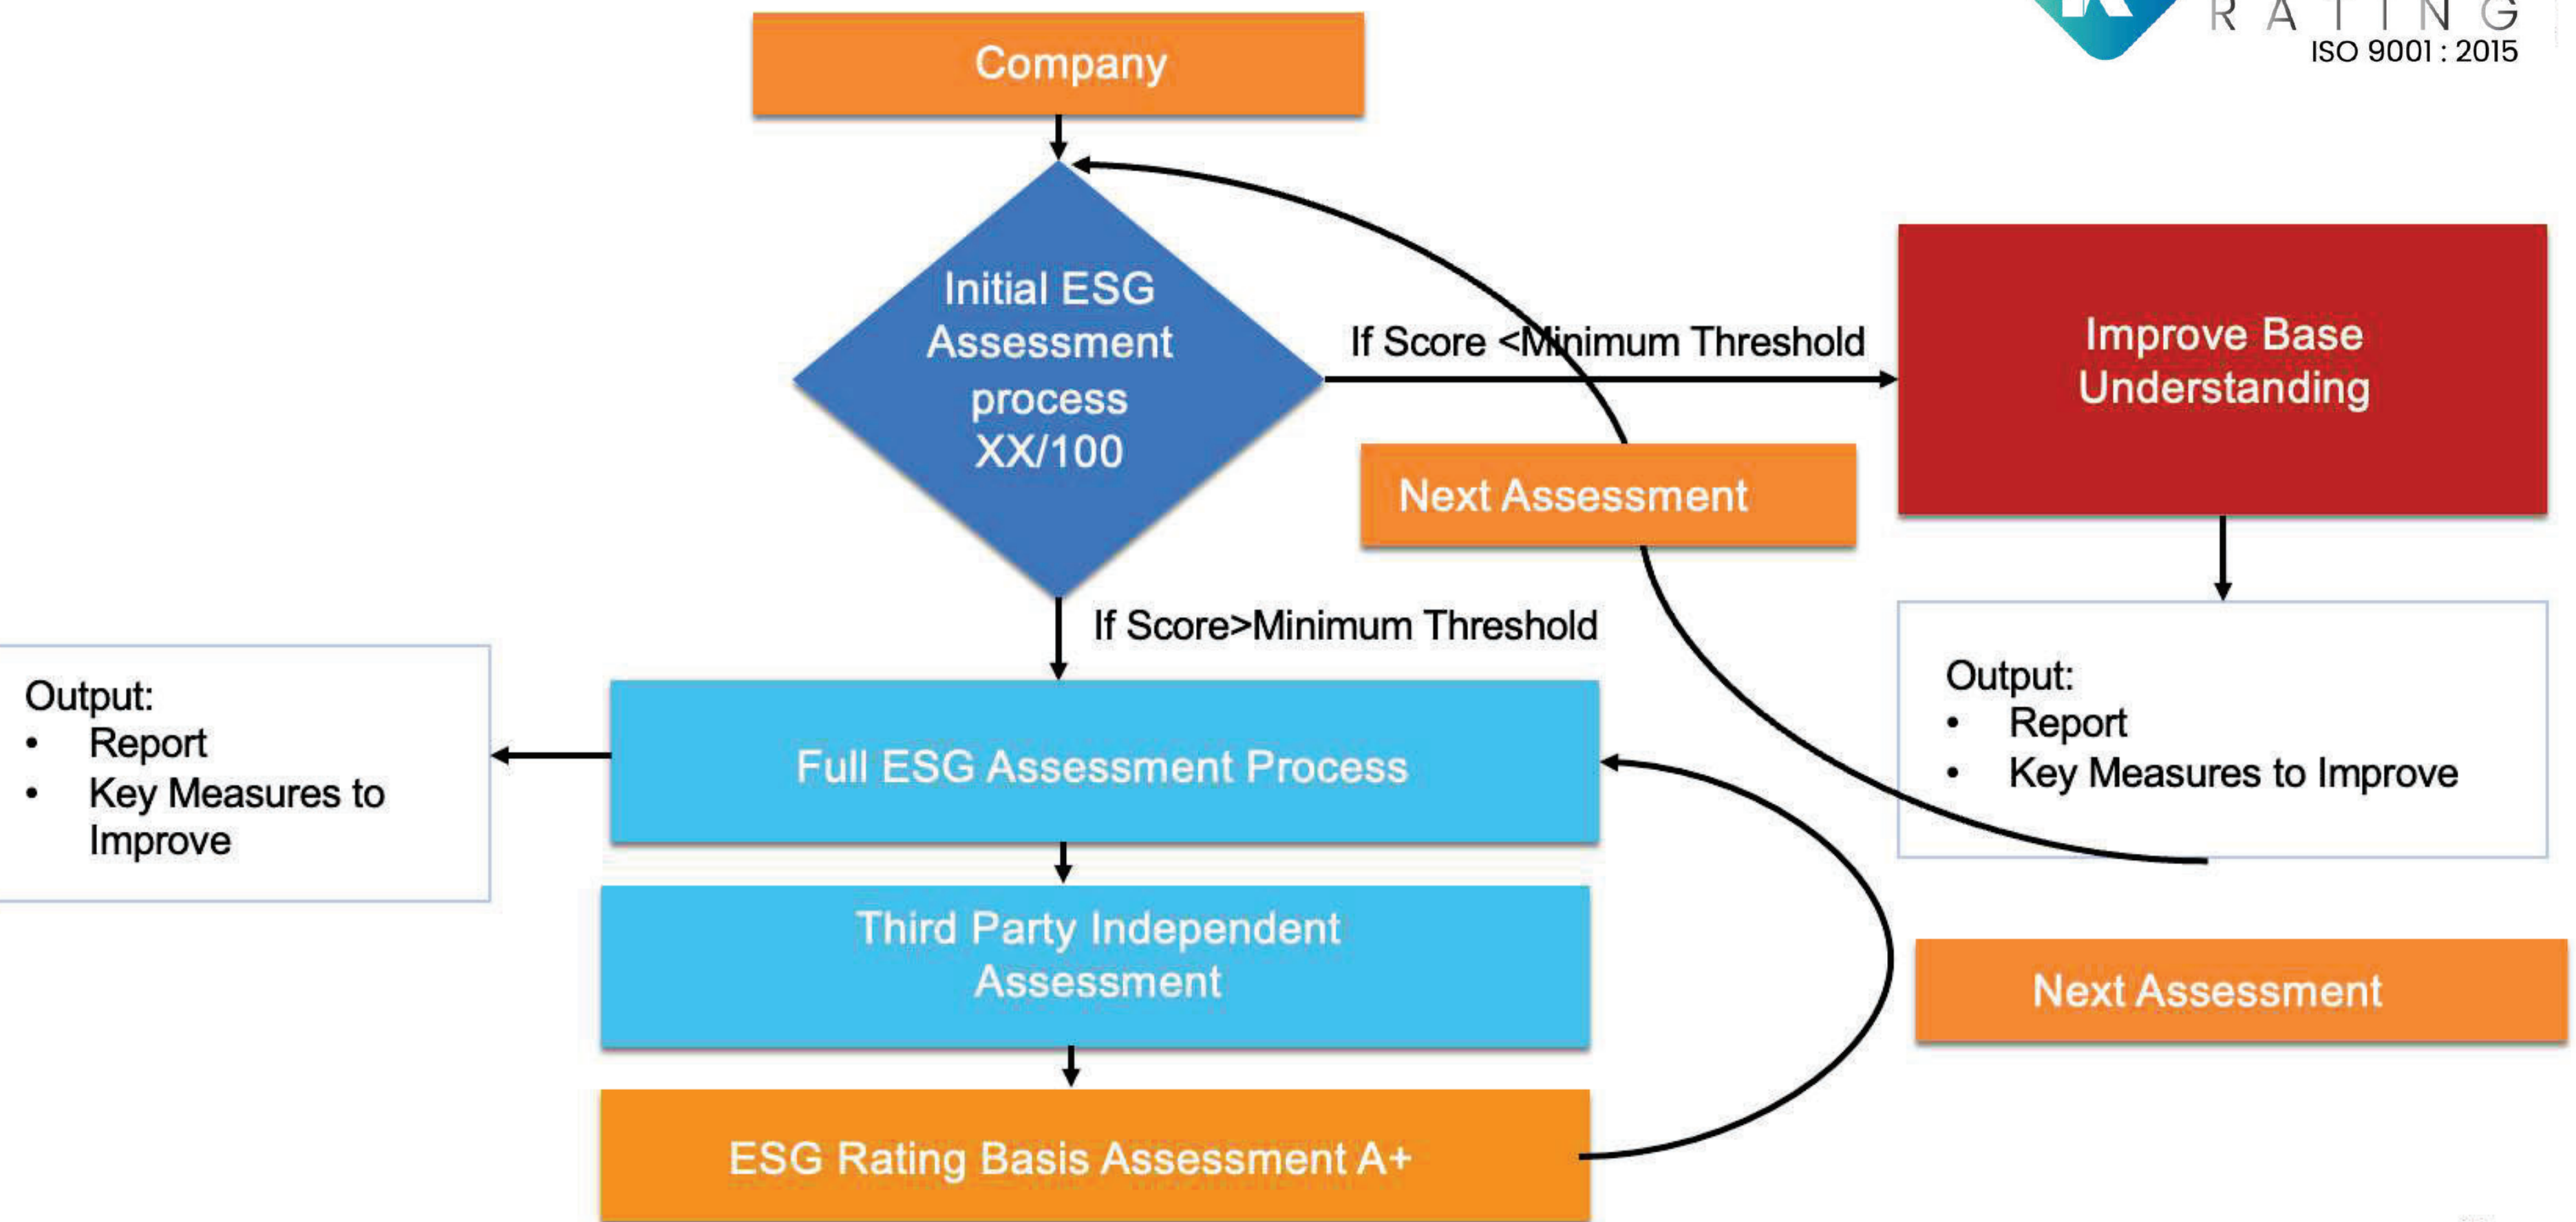 RATING
ISO 9001 : 2015
Company
Initial ESG
Assessment
process
XX/100
If Score <Minimum Threshold
Improve Base
Understanding
Next Assessment
If Score>Minimum Threshold
Output:
• Report
• Key Measures to
Improve
Full ESG Assessment Process
Output:
• Report
• Key Measures to Improve
Third Party Independent
Assessment
Next Assessment
ESG Rating Basis Assessment A+